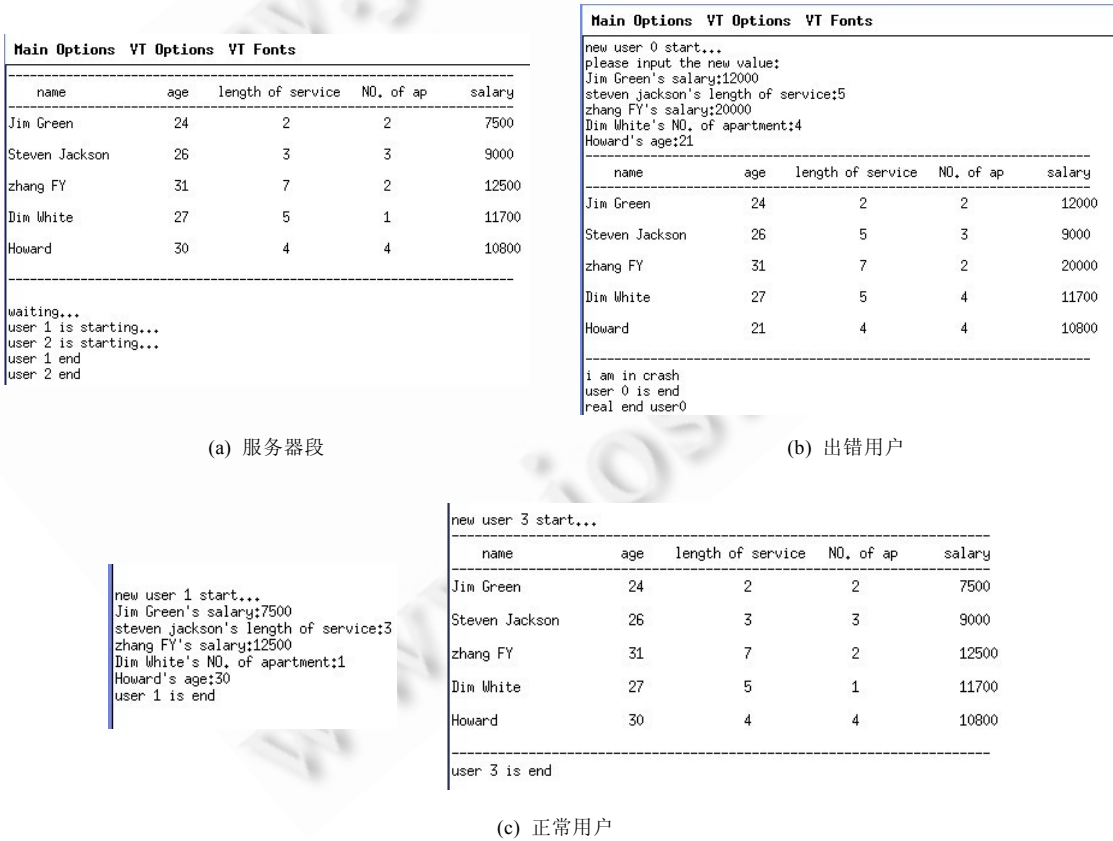 Main Options VT Options VT Fonts
name age length of service NO. of ap salary
Jim Green 24 2 2 7500
Steven Jackson 26 3 3 9000
zhang FY 31 7 2 12500
Dim White 27 5 1 11700
Howard 30 4 4 10800
waiting...
user 1 is starting...
user 2 is starting...
user 1 end
user 2 end
(a) 服务器段
Main Options VT Options VT Fonts
new user 0 start...
please input the new value:
Jim Green's salary:12000
steven jackson's length of service:5
zhang FY's salary:20000
Dim White's NO. of apartment:4
Howard's age:21
name age length of service NO. of ap salary
Jim Green 24 2 2 12000
Steven Jackson 26 5 3 9000
zhang FY 31 7 2 20000
Dim White 27 5 4 11700
Howard 21 4 4 10800
i am in crash
user 0 is end
real end user0
(b) 出错用户
new user 1 start...
Jim Green's salary:7500
steven jackson's length of service:3
zhang FY's salary:12500
Dim White's NO. of apartment:1
Howard's age:30
user 1 is end
new user 3 start...
name age length of service NO. of ap salary
Jim Green 24 2 2 7500
Steven Jackson 26 3 3 9000
zhang FY 31 7 2 12500
Dim White 27 5 1 11700
Howard 30 4 4 10800
user 3 is end
(c) 正常用户